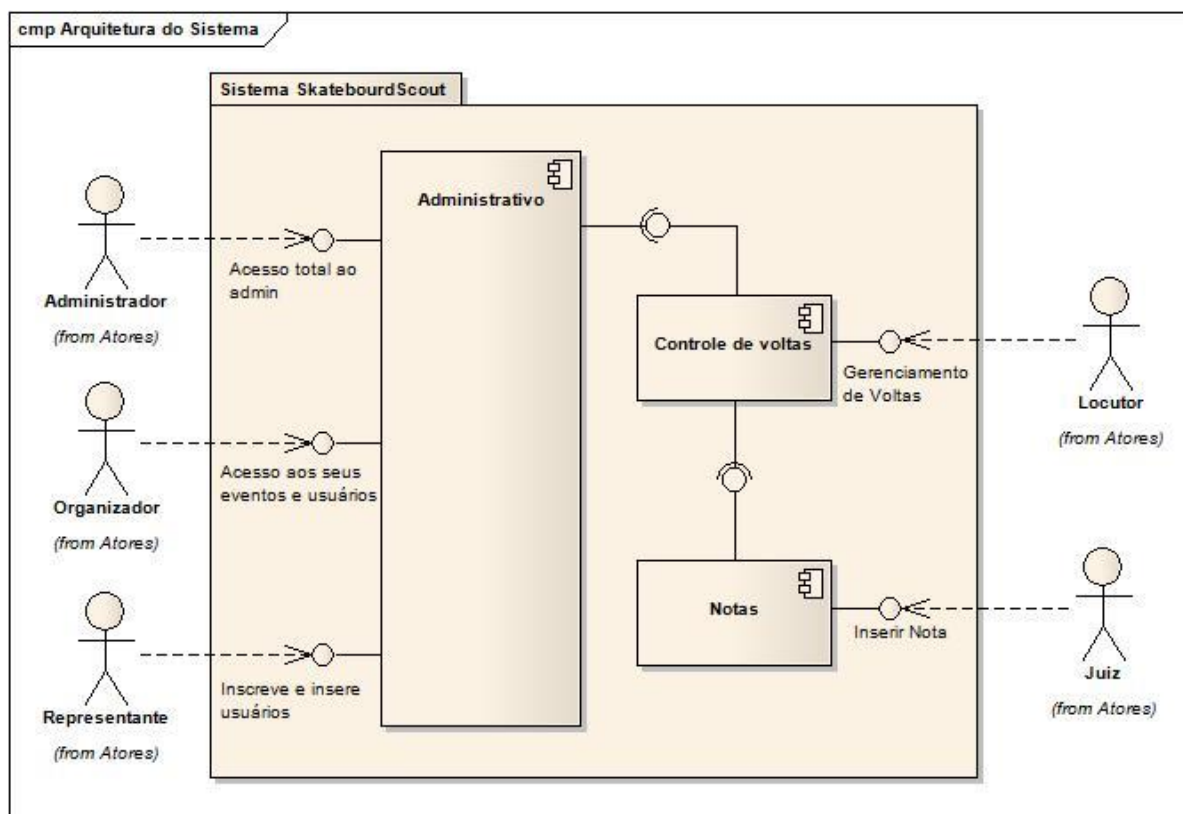 cmp Arquitetura do Sistema
Sistema SkatebourdScout
Administrativo
Administrador
(from Atores)
Acesso total ao
admin
Organizador
(from Atores)
Acesso aos seus
eventos e usuários
Representante
(from Atores)
Inscreve e insere
usuários
Controle de voltas
Gerenciamento
de Voltas
Locutor
(from Atores)
Notas
Inserir Nota
Juiz
(from Atores)